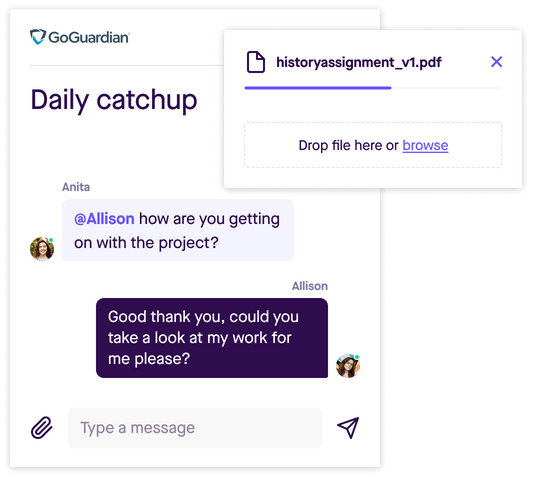 GoGuardian
historyassignment_v1.pdf
Daily catchup
Drop file here or browse
Anita
@Allison how are you getting
on with the project?
Allison
Good thank you, could you
take a look at my work for
me please?
Type a message